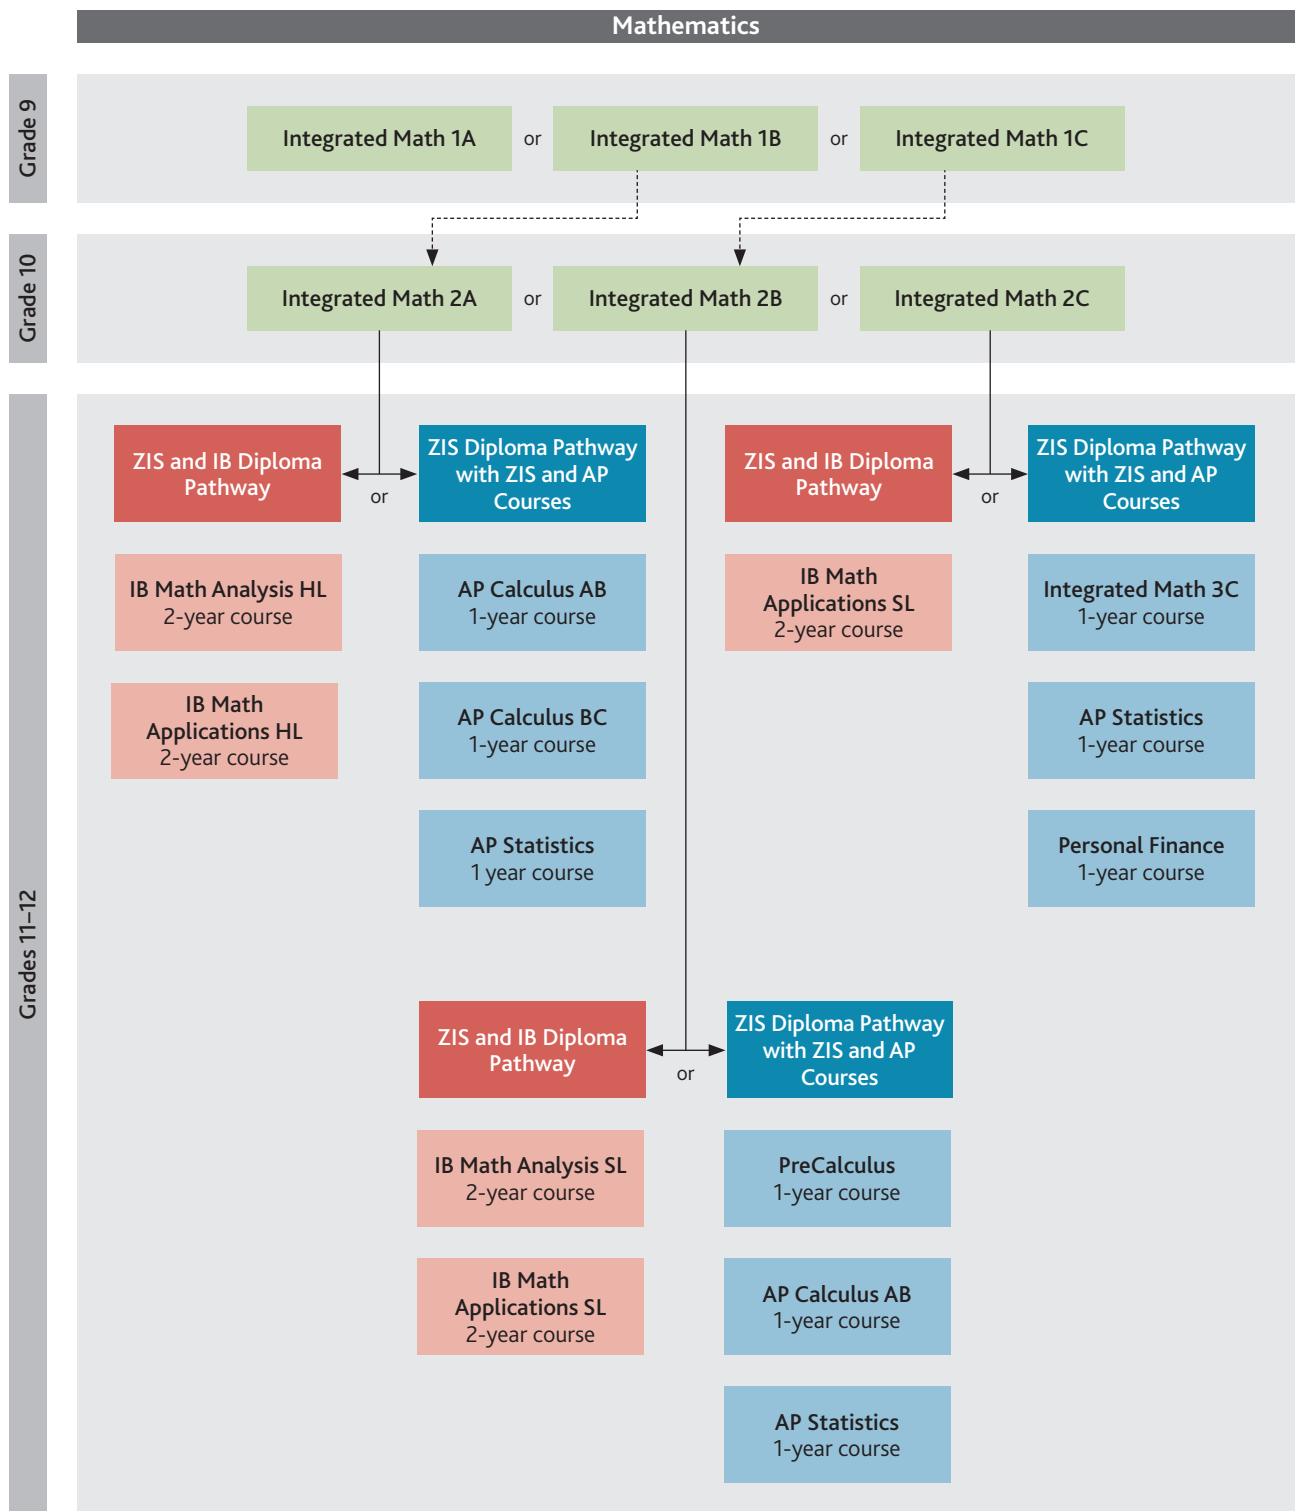 Mathematics
Grade 9
Integrated Math 1A
or
Integrated Math 1B
or
Integrated Math 1C
Grade 10
Integrated Math 2A
or
Integrated Math 2B
or
Integrated Math 2C
Grades 11–12
ZIS and IB Diploma
Pathway
or
ZIS Diploma Pathway
with ZIS and AP
Courses
IB Math Analysis HL
2-year course
IB Math
Applications HL
2-year course
AP Calculus AB
1-year course
AP Calculus BC
1-year course
AP Statistics
1 year course
ZIS and IB Diploma
Pathway
or
ZIS Diploma Pathway
with ZIS and AP
Courses
IB Math
Applications SL
2-year course
Integrated Math 3C
1-year course
AP Statistics
1-year course
Personal Finance
1-year course
ZIS and IB Diploma
Pathway
or
ZIS Diploma Pathway
with ZIS and AP
Courses
IB Math Analysis SL
2-year course
IB Math
Applications SL
2-year course
PreCalculus
1-year course
AP Calculus AB
1-year course
AP Statistics
1-year course